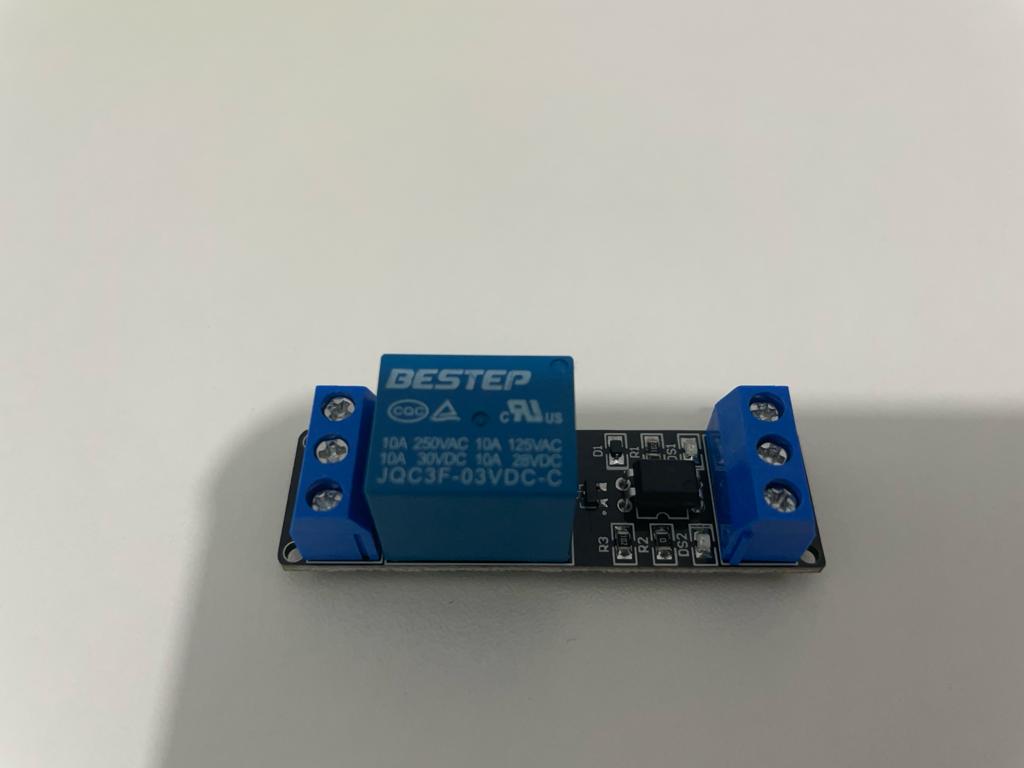 BESTEP
CQC
C US
10A 250VAC 10A 125VAC
10A 30VDC 10A 28VDC
JQC3F-03VDC-C
D1
R1
DS1
R3
R2
DS2